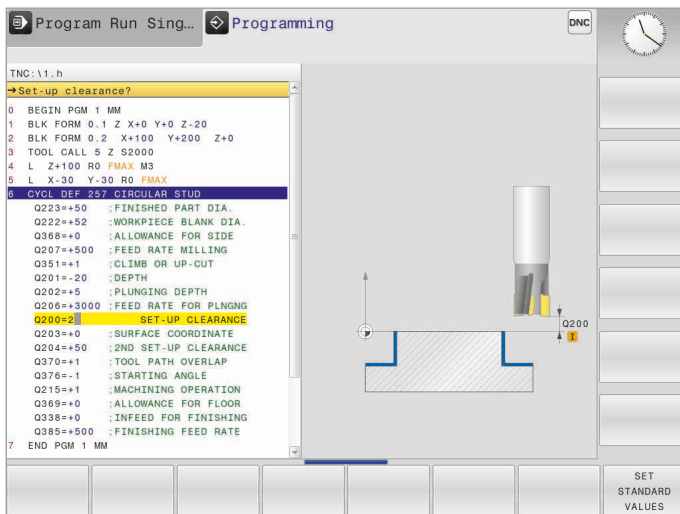 Program Run Sing...
Programming
DNC
TNC:\1.h
→Set-up clearance?
0 BEGIN PGM 1 MM
1 BLK FORM 0.1 Z X+0 Y+0 Z-20
2 BLK FORM 0.2 X+100 Y+200 Z+0
3 TOOL CALL 5 Z S2000
4 L Z+100 R0 FMAX M3
5 L X-30 Y-30 R0 FMAX
6 CYCL DEF 257 CIRCULAR STUD
Q223=+50 ;FINISHED PART DIA.
Q222=+52 ;WORKPIECE BLANK DIA.
Q368=+0 ;ALLOWANCE FOR SIDE
Q207=+500 ;FEED RATE MILLING
Q351=+1 ;CLIMB OR UP-CUT
Q201=-20 ;DEPTH
Q202=+5 ;PLUNGING DEPTH
Q206=+3000 ;FEED RATE FOR PLNGNG
Q200=2 SET-UP CLEARANCE
Q203=+0 ;SURFACE COORDINATE
Q204=+50 ;2ND SET-UP CLEARANCE
Q370=+1 ;TOOL PATH OVERLAP
Q376=-1 ;STARTING ANGLE
Q215=+1 ;MACHINING OPERATION
Q369=+0 ;ALLOWANCE FOR FLOOR
Q338=+0 ;INFEED FOR FINISHING
Q385=+500 ;FINISHING FEED RATE
7 END PGM 1 MM
Q200
I
SET
STANDARD
VALUES